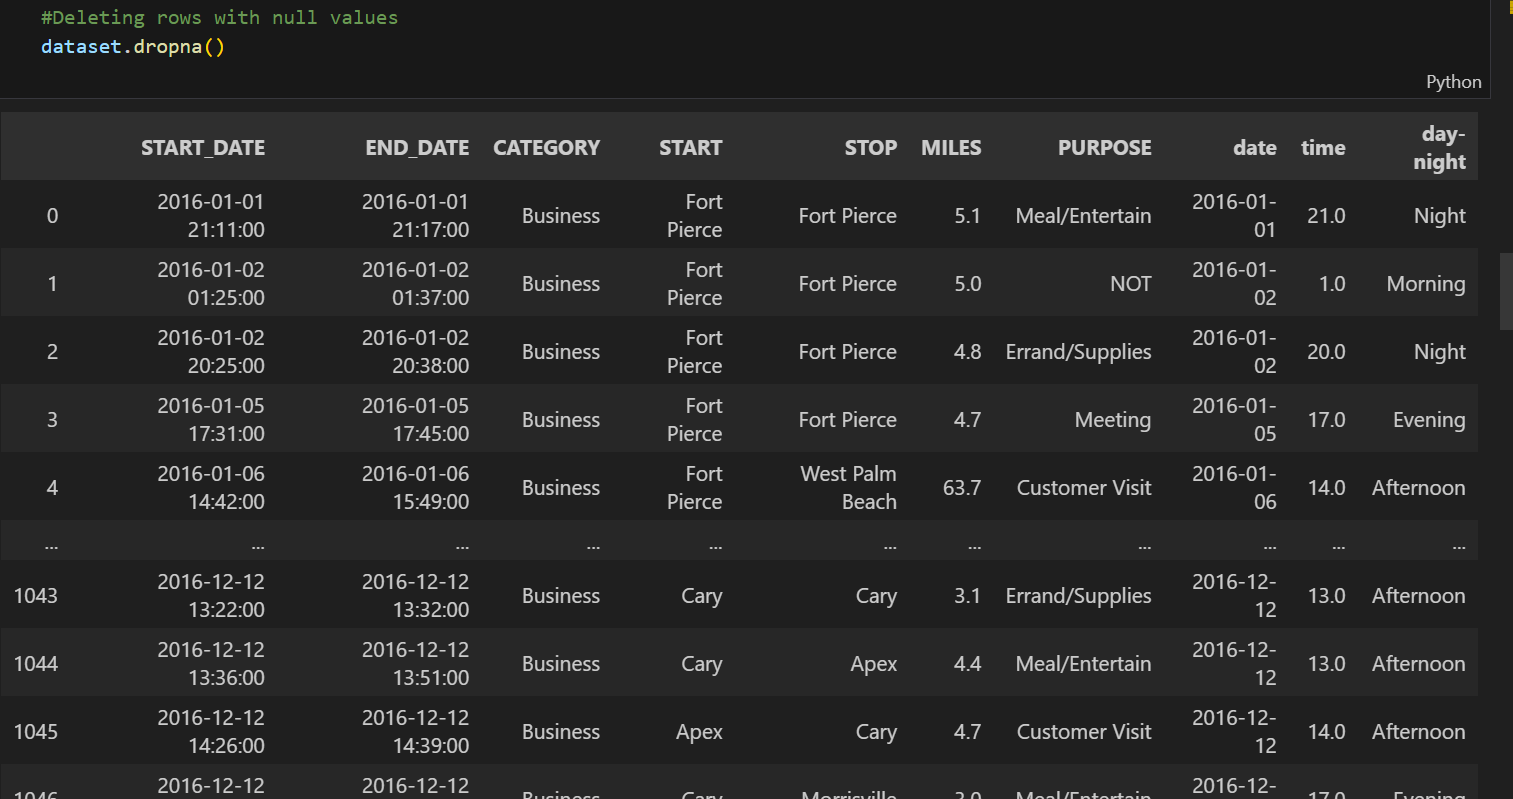 #Deleting rows with null values
dataset.dropna()
Python
START_DATE END_DATE CATEGORY START STOP MILES PURPOSE date time day-
night
0 2016-01-01 2016-01-01 Business Fort Fort Pierce 5.1 Meal/Entertain 2016-01- 21.0 Night
21:11:00 21:17:00 Pierce 01
1 2016-01-02 2016-01-02 Business Fort Fort Pierce 5.0 NOT 2016-01- 1.0 Morning
01:25:00 01:37:00 Pierce 02
2 2016-01-02 2016-01-02 Business Fort Fort Pierce 4.8 Errand/Supplies 2016-01- 20.0 Night
20:25:00 20:38:00 Pierce 02
3 2016-01-05 2016-01-05 Business Fort Fort Pierce 4.7 Meeting 2016-01- 17.0 Evening
17:31:00 17:45:00 Pierce 05
4 2016-01-06 2016-01-06 Business Fort West Palm 63.7 Customer Visit 2016-01- 14.0 Afternoon
14:42:00 15:49:00 Pierce Beach 06
... ... ... ... ... ... ... ... ... ... ...
1043 2016-12-12 2016-12-12 Business Cary Cary 3.1 Errand/Supplies 2016-12- 13.0 Afternoon
13:22:00 13:32:00 12
1044 2016-12-12 2016-12-12 Business Cary Apex 4.4 Meal/Entertain 2016-12- 13.0 Afternoon
13:36:00 13:51:00 12
1045 2016-12-12 2016-12-12 Business Apex Cary 4.7 Customer Visit 2016-12- 14.0 Afternoon
14:26:00 14:39:00 12
1046 2016-12-12 2016-12-12 Business Cary Morrisville 3.0 Meal/Entertain 2016-12- 17.0 Evening